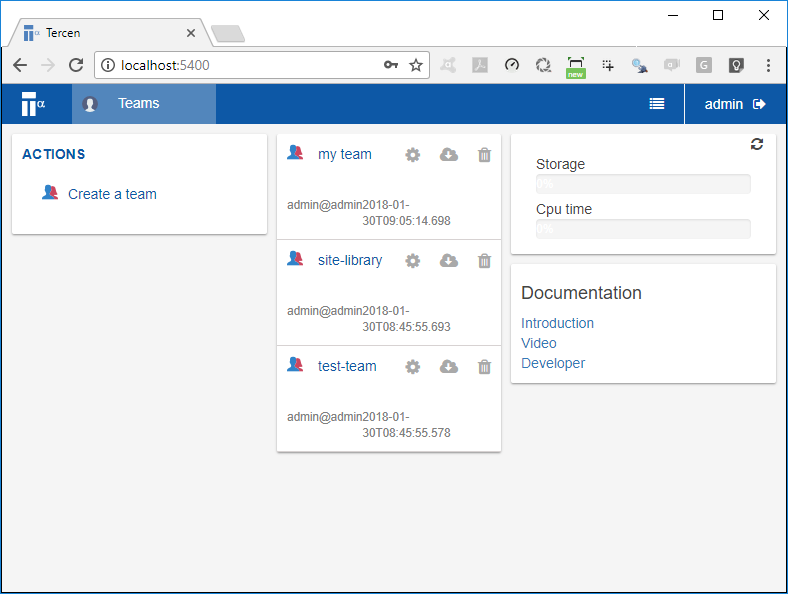 Tercen
localhost:5400
new
G
Teams
admin
ACTIONS
Create a team
my team
admin@admin2018-01-
30T09:05:14.698
site-library
admin@admin2018-01-
30T08:45:55.693
test-team
admin@admin2018-01-
30T08:45:55.578
Storage
0%
Cpu time
0%
Documentation
Introduction
Video
Developer